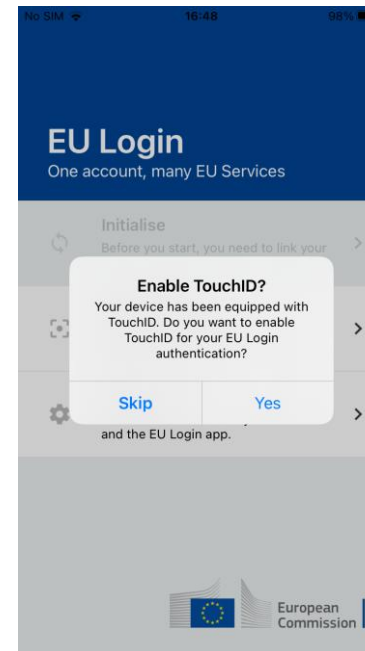 No SIM 16:48 98%
EU Login
One account, many EU Services
Initialise
Before you start, you need to link your
Enable TouchID?
Your device has been equipped with
TouchID. Do you want to enable
TouchID for your EU Login
authentication?
Skip Yes
and the EU Login app.
European
Commission